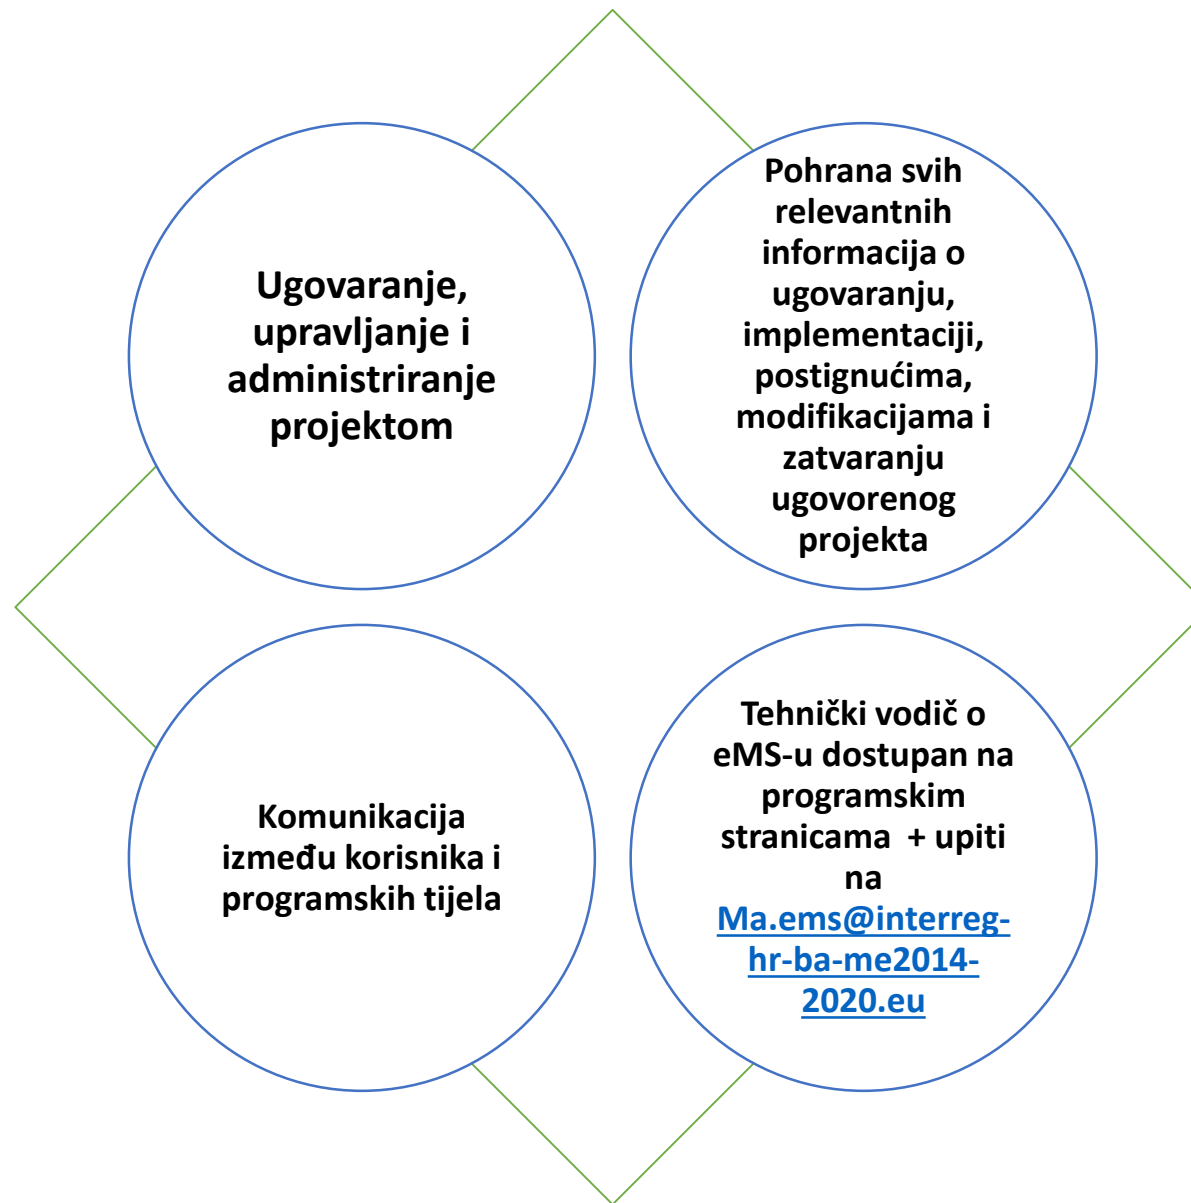 Ugovaranje,
upravljanje i
administriranje
projektom
Pohrana svih
relevantnih
informacija o
ugovaranju,
implementaciji,
postignućima,
modifikacijama i
zatvaranju
ugovorenog
projekta
Komunikacija
između korisnika i
programskih tijela
Tehnički vodič o
eMS-u dostupan na
programskim
stranicama + upiti
na
Ma.ems@interreg-
hr-ba-me2014-
2020.eu